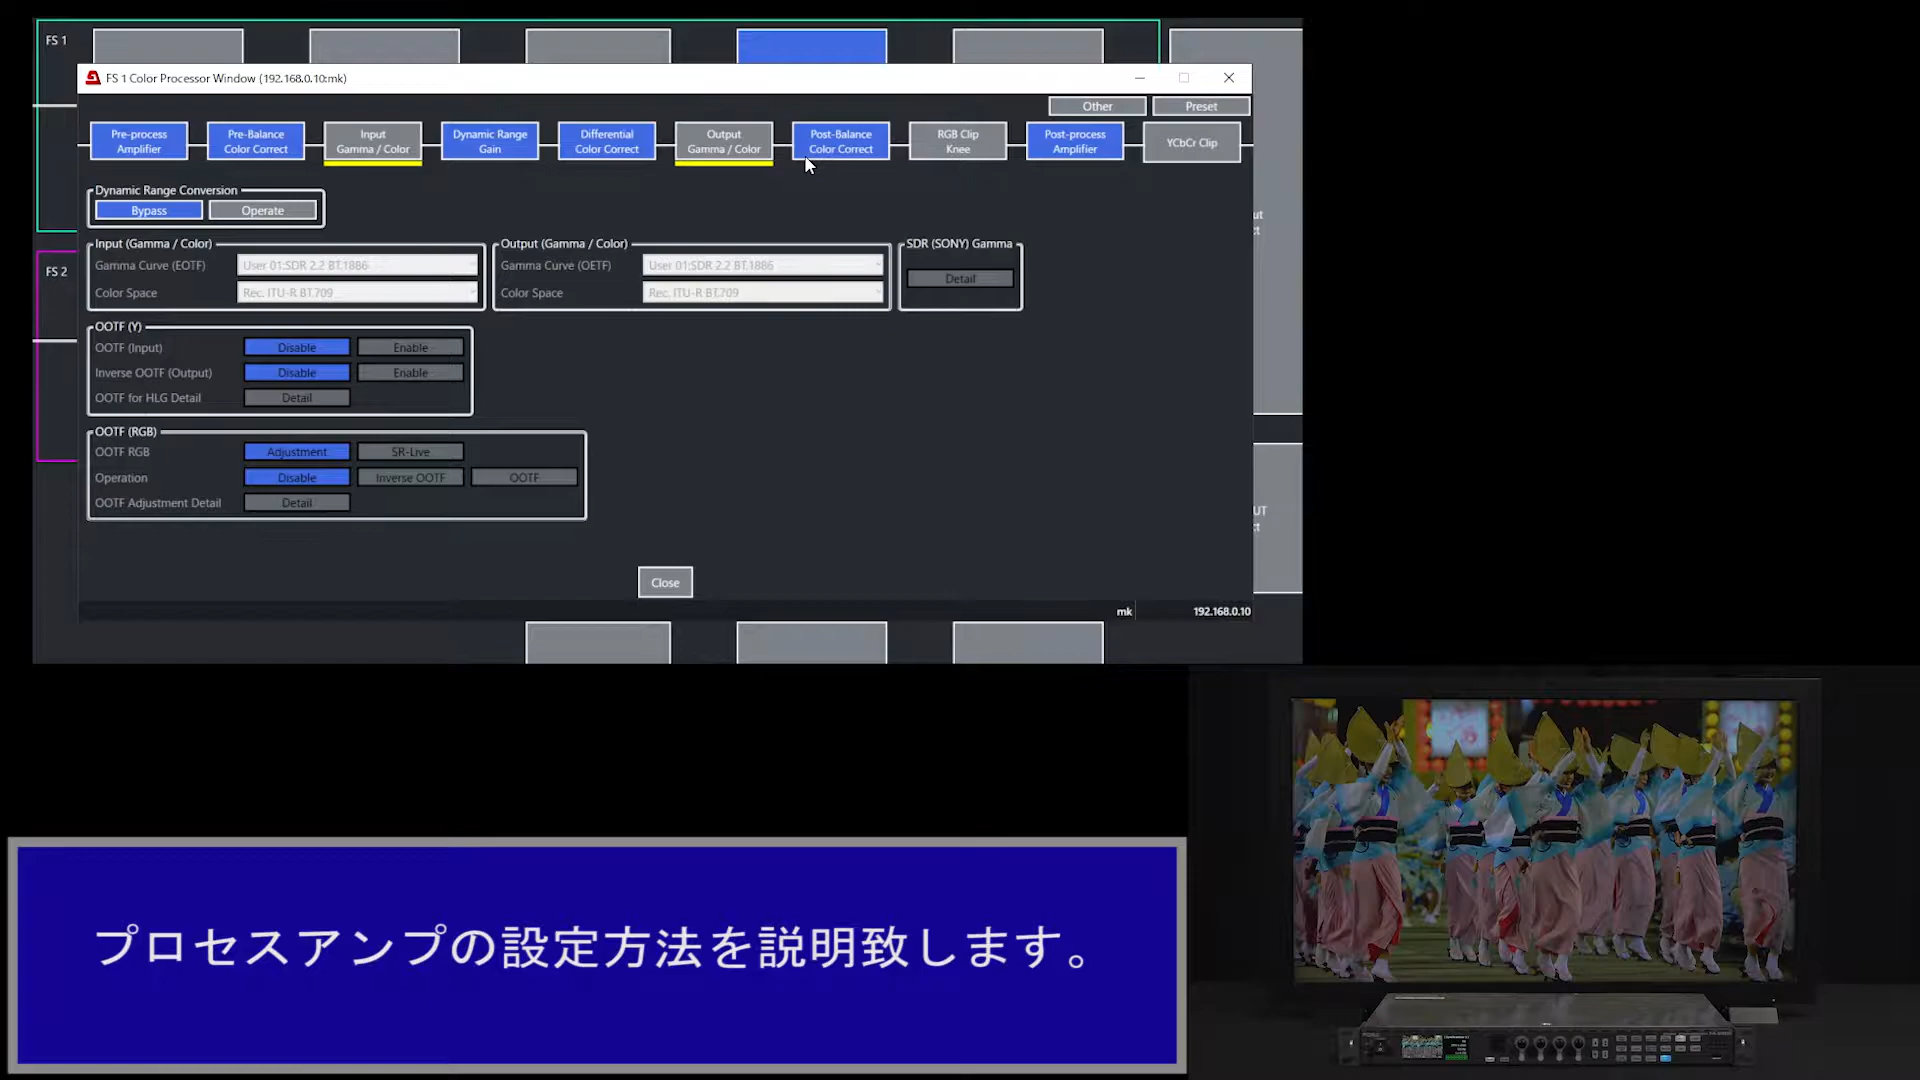 FS 1
FS 1 Color Processor Window (192.168.0.10:mk)
Other
Preset
Pre-process
Amplifier
Pre-Balance
Color Correct
Input
Gamma / Color
Dynamic Range
Gain
Differential
Color Correct
Output
Gamma / Color
Post-Balance
Color Correct
RGB Clip
Knee
Post-process
Amplifier
YCbCr Clip
Dynamic Range Conversion
Bypass
Operate
Input (Gamma / Color)
Gamma Curve (EOTF)
User 01:SDR 2.2 BT.1886
Color Space
Rec. ITU-R BT.709
Output (Gamma / Color)
Gamma Curve (OETF)
User 01:SDR 2.2 BT.1886
Color Space
Rec. ITU-R BT.709
SDR (SONY) Gamma
Detail
FS 2
OOTF (Y)
OOTF (Input)
Disable
Enable
Inverse OOTF (Output)
Disable
Enable
OOTF for HLG Detail
Detail
OOTF (RGB)
OOTF RGB
Adjustment
SR-Live
Operation
Disable
Inverse OOTF
OOTF
OOTF Adjustment Detail
Detail
Close
mk
192.168.0.10
プロセスアンプの設定方法を説明致します。